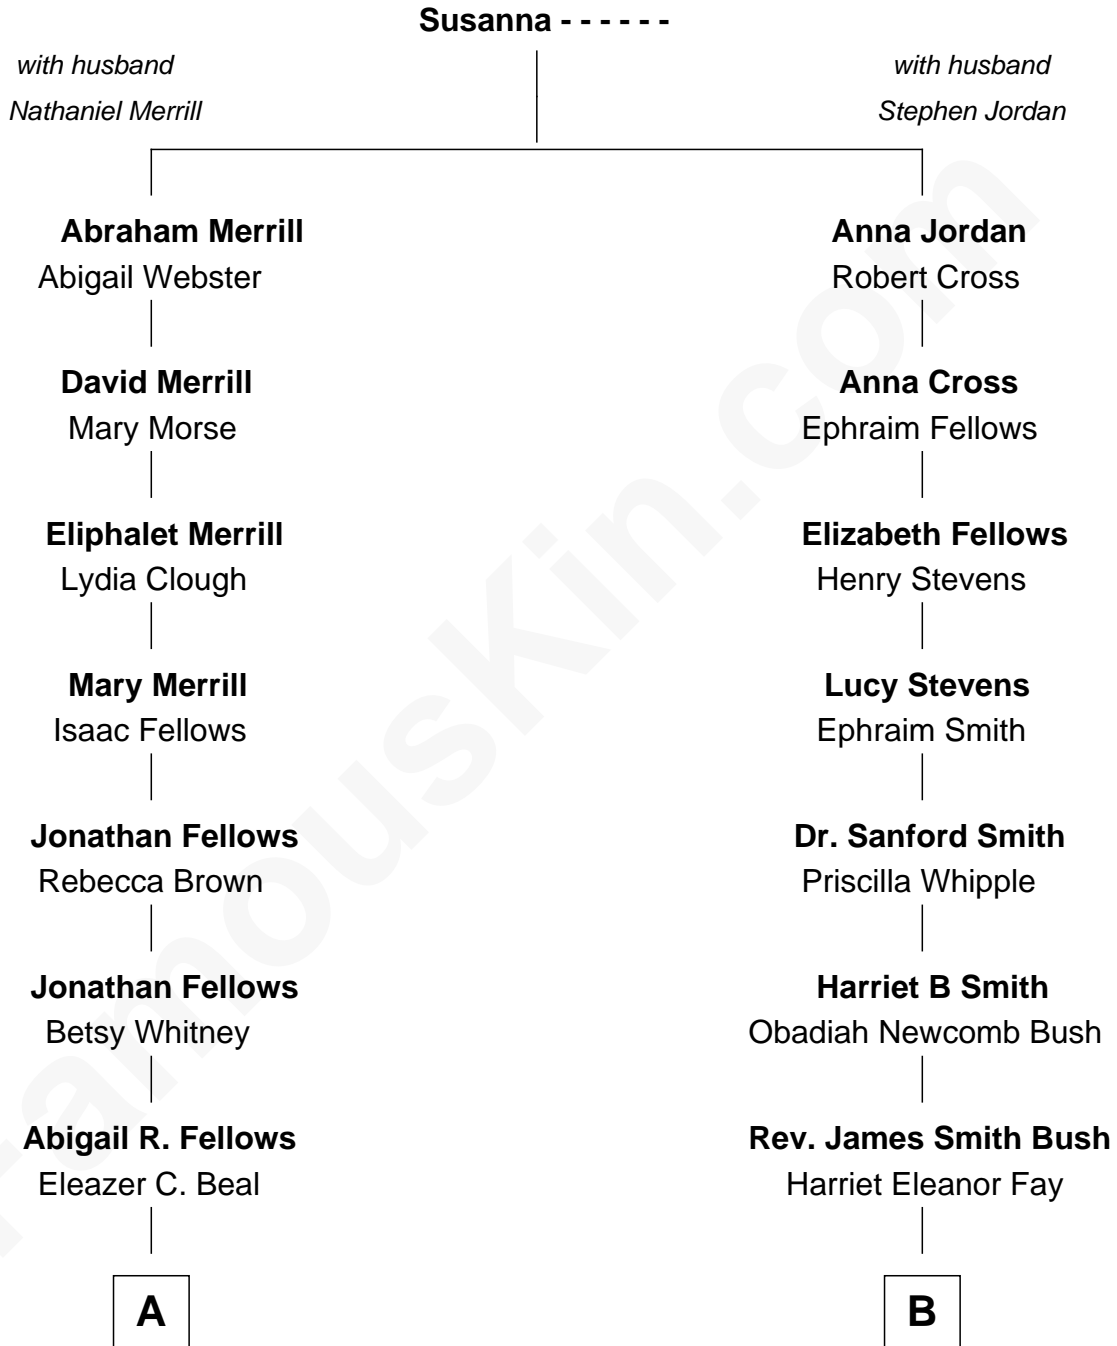 Susanna - - - - - -
with husband
Nathaniel Merrill
with husband
Stephen Jordan
Abraham Merrill
Abigail Webster
Anna Jordan
Robert Cross
David Merrill
Mary Morse
Anna Cross
Ephraim Fellows
Eliphalet Merrill
Lydia Clough
Elizabeth Fellows
Henry Stevens
Mary Merrill
Isaac Fellows
Lucy Stevens
Ephraim Smith
Jonathan Fellows
Rebecca Brown
Dr. Sanford Smith
Priscilla Whipple
Jonathan Fellows
Betsy Whitney
Harriet B Smith
Obadiah Newcomb Bush
Abigail R. Fellows
Eleazer C. Beal
Rev. James Smith Bush
Harriet Eleanor Fay
A
B
FamousKin.com